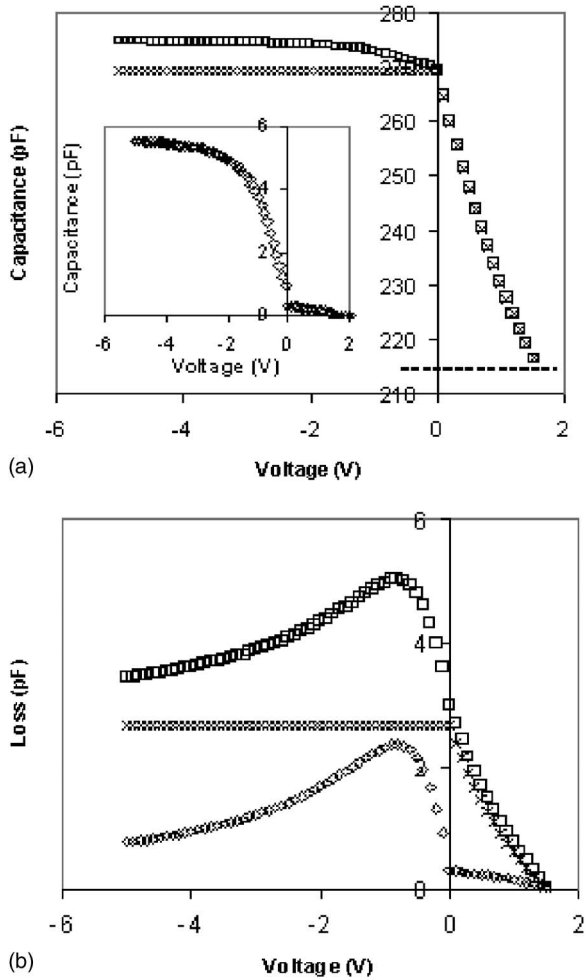 280
270
260
250
240
230
220
210
Capacitance (pF)
6
4
2
0
Capacitance (pF)
-6 -4 -2 0 2
Voltage (V)
-6 -4 -2 0 2
(a) Voltage (V)
6
4
2
0
Loss (pF)
-6 -4 -2 0 2
(b) Voltage (V)